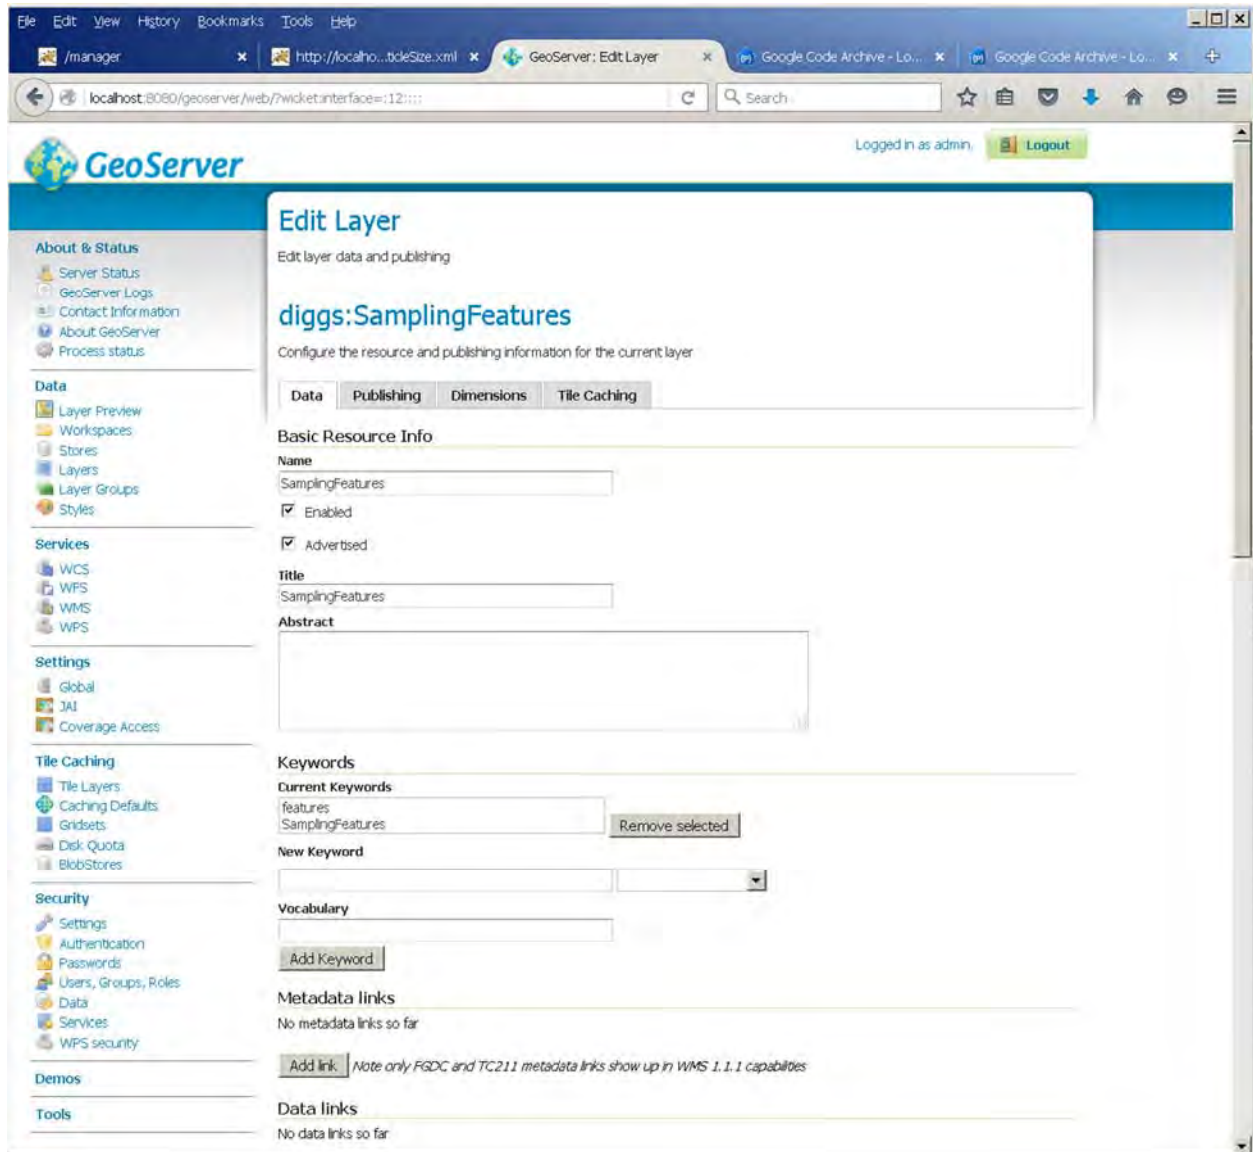 File Edit View History Bookmarks Tools Help
/manager
http://localho...ticleSize.xml
GeoServer: Edit Layer
Google Code Archive - Lo...
Google Code Archive - Lo...
localhost:8080/geoserver/web/?wicket:interface=:12::::
Search
GeoServer
Logged in as admin.
Logout
About & Status
Server Status
GeoServer Logs
Contact Information
About GeoServer
Process status
Data
Layer Preview
Workspaces
Stores
Layers
Layer Groups
Styles
Services
WCS
WFS
WMS
WPS
Settings
Global
JAI
Coverage Access
Tile Caching
Tile Layers
Caching Defaults
Gridsets
Disk Quota
BlobStores
Security
Settings
Authentication
Passwords
Users, Groups, Roles
Data
Services
WPS security
Demos
Tools
Edit Layer
Edit layer data and publishing
diggs:SamplingFeatures
Configure the resource and publishing information for the current layer
Data Publishing Dimensions Tile Caching
Basic Resource Info
Name
SamplingFeatures
Enabled
Advertised
Title
SamplingFeatures
Abstract
Keywords
Current Keywords
features
SamplingFeatures
Remove selected
New Keyword
Vocabulary
Add Keyword
Metadata links
No metadata links so far
Add link Note only FGDC and TC211 metadata links show up in WMS 1.1.1 capabilities
Data links
No data links so far